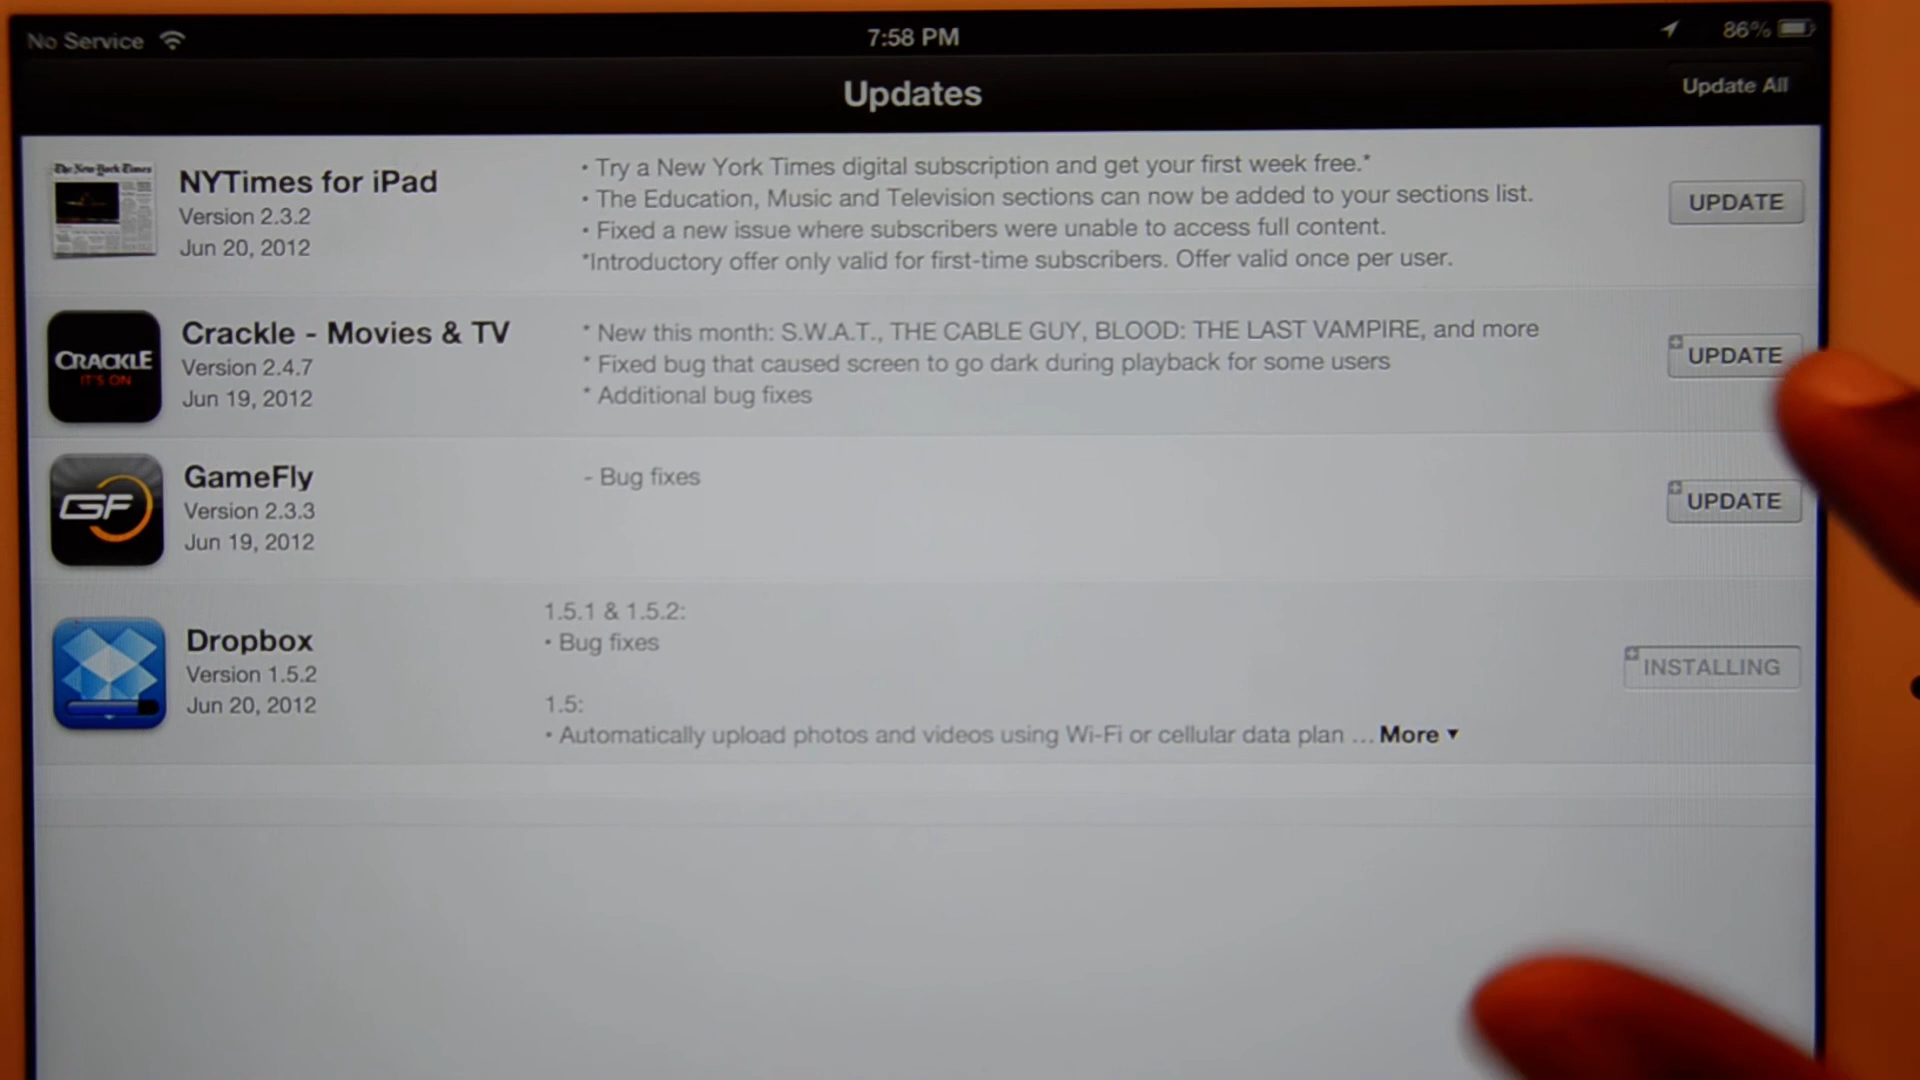 No Service
7:58 PM
86%
Updates
Update All
The New York Times
NYTimes for iPad
Version 2.3.2
Jun 20, 2012
• Try a New York Times digital subscription and get your first week free.*
• The Education, Music and Television sections can now be added to your sections list.
• Fixed a new issue where subscribers were unable to access full content.
*Introductory offer only valid for first-time subscribers. Offer valid once per user.
UPDATE
CRACKLE
IT'S ON
Crackle - Movies & TV
Version 2.4.7
Jun 19, 2012
* New this month: S.W.A.T., THE CABLE GUY, BLOOD: THE LAST VAMPIRE, and more
* Fixed bug that caused screen to go dark during playback for some users
* Additional bug fixes
UPDATE
GF
GameFly
Version 2.3.3
Jun 19, 2012
- Bug fixes
UPDATE
Dropbox
Version 1.5.2
Jun 20, 2012
1.5.1 & 1.5.2:
• Bug fixes
1.5:
• Automatically upload photos and videos using Wi-Fi or cellular data plan ... More ▾
INSTALLING